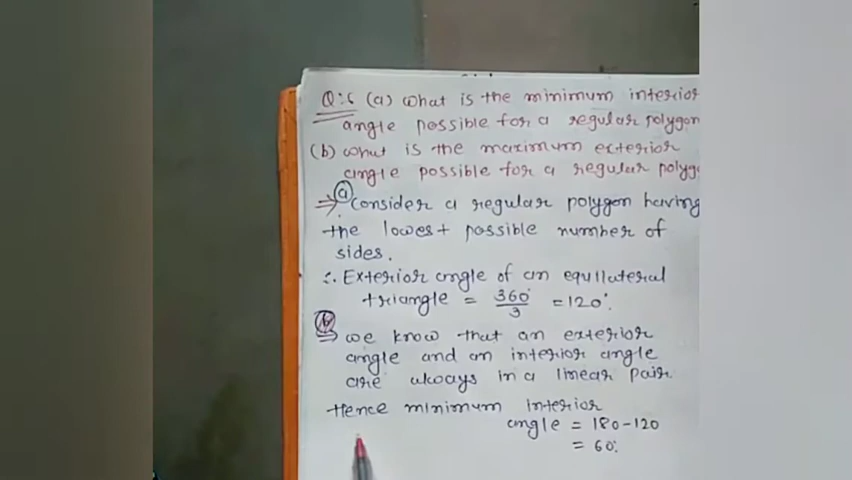 Q:6 (a) what is the minimum interior
angle possible for a regular polygon
(b) what is the maximum exterior
angle possible for a regular polyg
⇒ (a) Consider a regular polygon having
the lowest possible number of
sides.
∴ Exterior angle of an equilateral
triangle = 360°/3 = 120°.
(b) ⇒ we know that an exterior
angle and an interior angle
are always in a linear pair.
Hence minimum interior
angle = 180-120
= 60°.